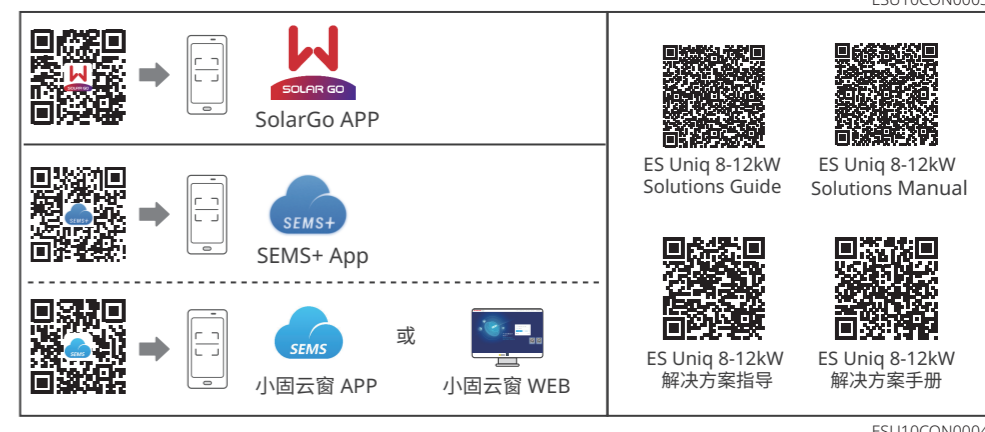 SOLAR GO
SolarGo APP
SEMS+
SEMS+ App
SEMS
或
小固云窗 APP
小固云窗 WEB
ES Uniq 8-12kW
Solutions Guide
ES Uniq 8-12kW
Solutions Manual
ES Uniq 8-12kW
解决方案指导
ES Uniq 8-12kW
解决方案手册